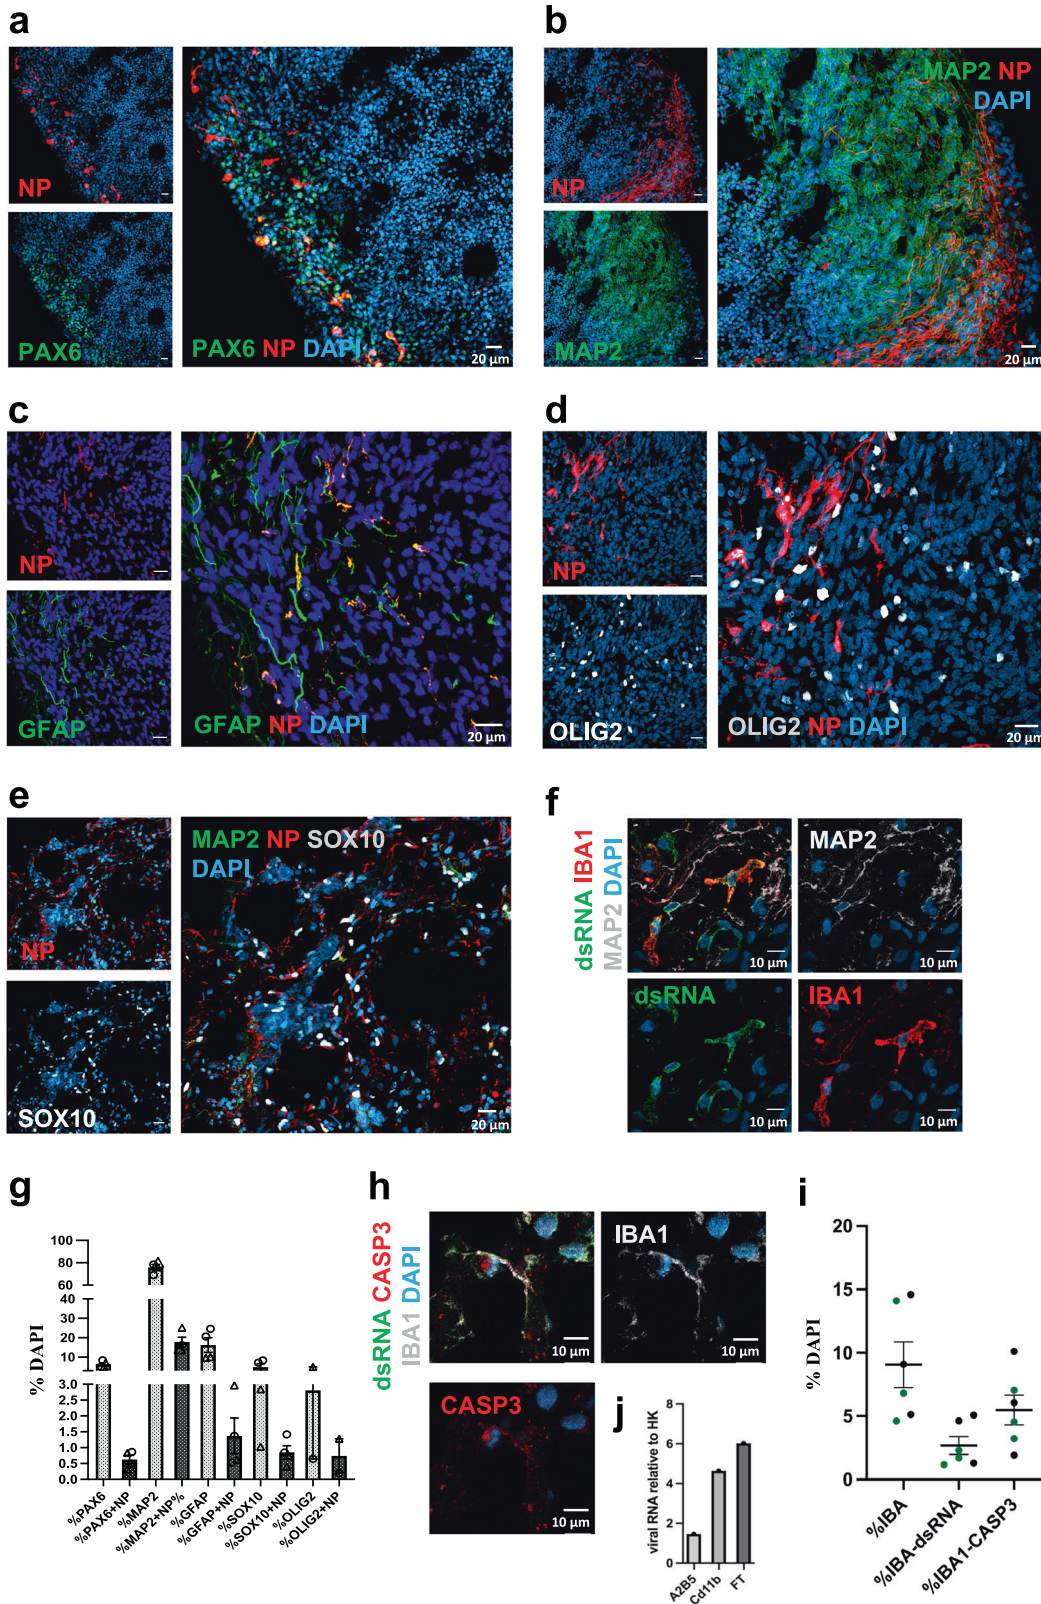 a
NP
PAX6
PAX6 NP DAPI
20 μm
b
NP
MAP2
MAP2 NP
DAPI
20 μm
c
NP
GFAP
GFAP NP DAPI
20 μm
d
NP
OLIG2
OLIG2 NP DAPI
20 μm
e
NP
SOX10
MAP2 NP SOX10
DAPI
20 μm
f
dsRNA IBA1
MAP2 DAPI
10 μm
MAP2
10 μm
dsRNA
10 μm
IBA1
10 μm
g
% DAPI
100
80
60
40
30
20
10
3.0
2.5
2.0
1.5
1.0
0.5
0.0
%PAX6
%PAX6+NP
%MAP2
%MAP2+NP%
%GFAP
%GFAP+NP
%SOX10
%SOX10+NP
%OLIG2
%OLIG2+NP
h
dsRNA CASP3
IBA1 DAPI
10 μm
IBA1
10 μm
CASP3
10 μm
j
viral RNA relative to HK
8
6
4
2
0
A2B5
Cd11b
FT
i
% DAPI
20
15
10
5
0
%IBA
%IBA-dsRNA
%IBA1-CASP3